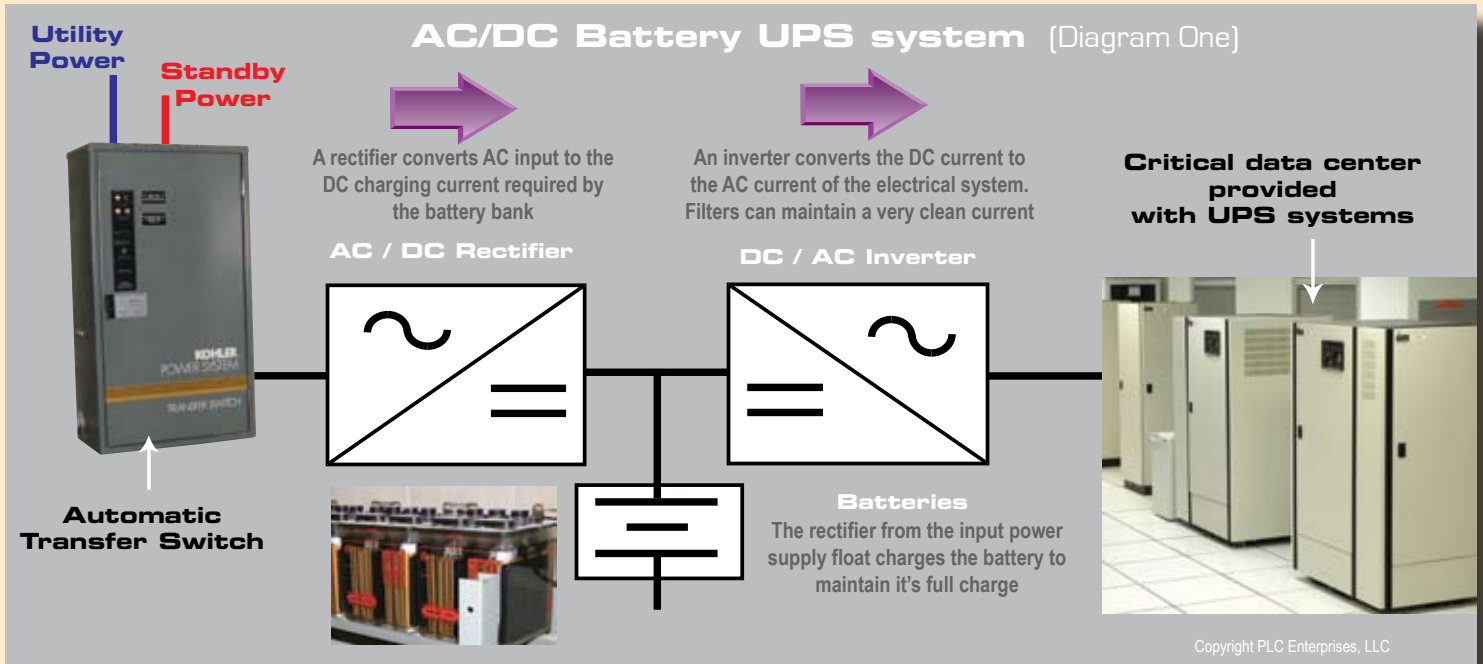 AC/DC Battery UPS system (Diagram One)
Utility
Power
Standby
Power
A rectifier converts AC input to the
DC charging current required by
the battery bank
An inverter converts the DC current to
the AC current of the electrical system.
Filters can maintain a very clean current
Critical data center
provided
with UPS systems
AC / DC Rectifier
DC / AC Inverter
KOHLER
POWER SYSTEM
TRANSFER SWITCH
Automatic
Transfer Switch
Batteries
The rectifier from the input power
supply float charges the battery to
maintain it's full charge
Copyright PLC Enterprises, LLC